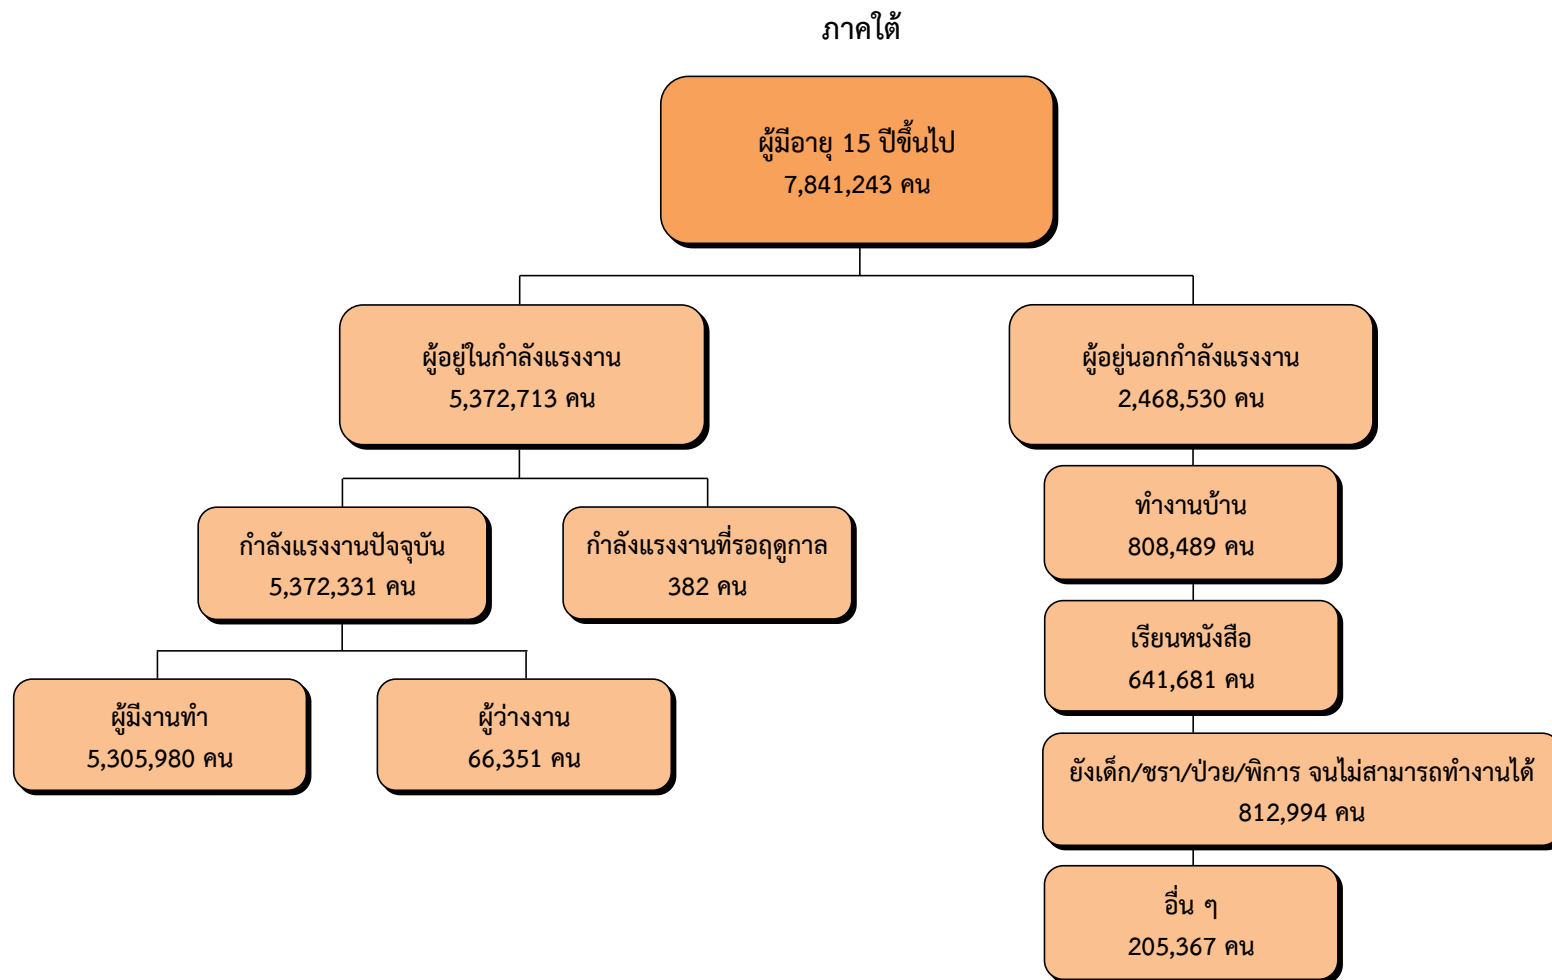 ภาคใต้
ผู้มีอายุ 15 ปีขึ้นไป
7,841,243 คน
ผู้อยู่ในกำลังแรงงาน
5,372,713 คน
ผู้อยู่นอกกำลังแรงงาน
2,468,530 คน
กำลังแรงงานปัจจุบัน
5,372,331 คน
กำลังแรงงานที่รอฤดูกาล
382 คน
ผู้มีงานทำ
5,305,980 คน
ผู้ว่างงาน
66,351 คน
ทำงานบ้าน
808,489 คน
เรียนหนังสือ
641,681 คน
ยังเด็ก/ชรา/ป่วย/พิการ จนไม่สามารถทำงานได้
812,994 คน
อื่น ๆ
205,367 คน